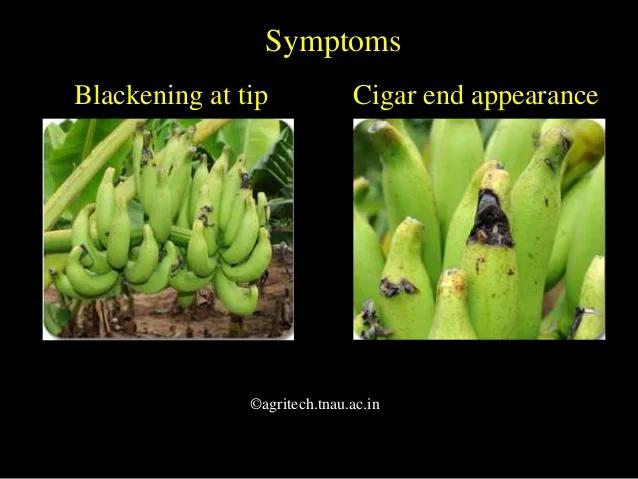 Symptoms
Blackening at tip
Cigar end appearance
©agritech.tnau.ac.in